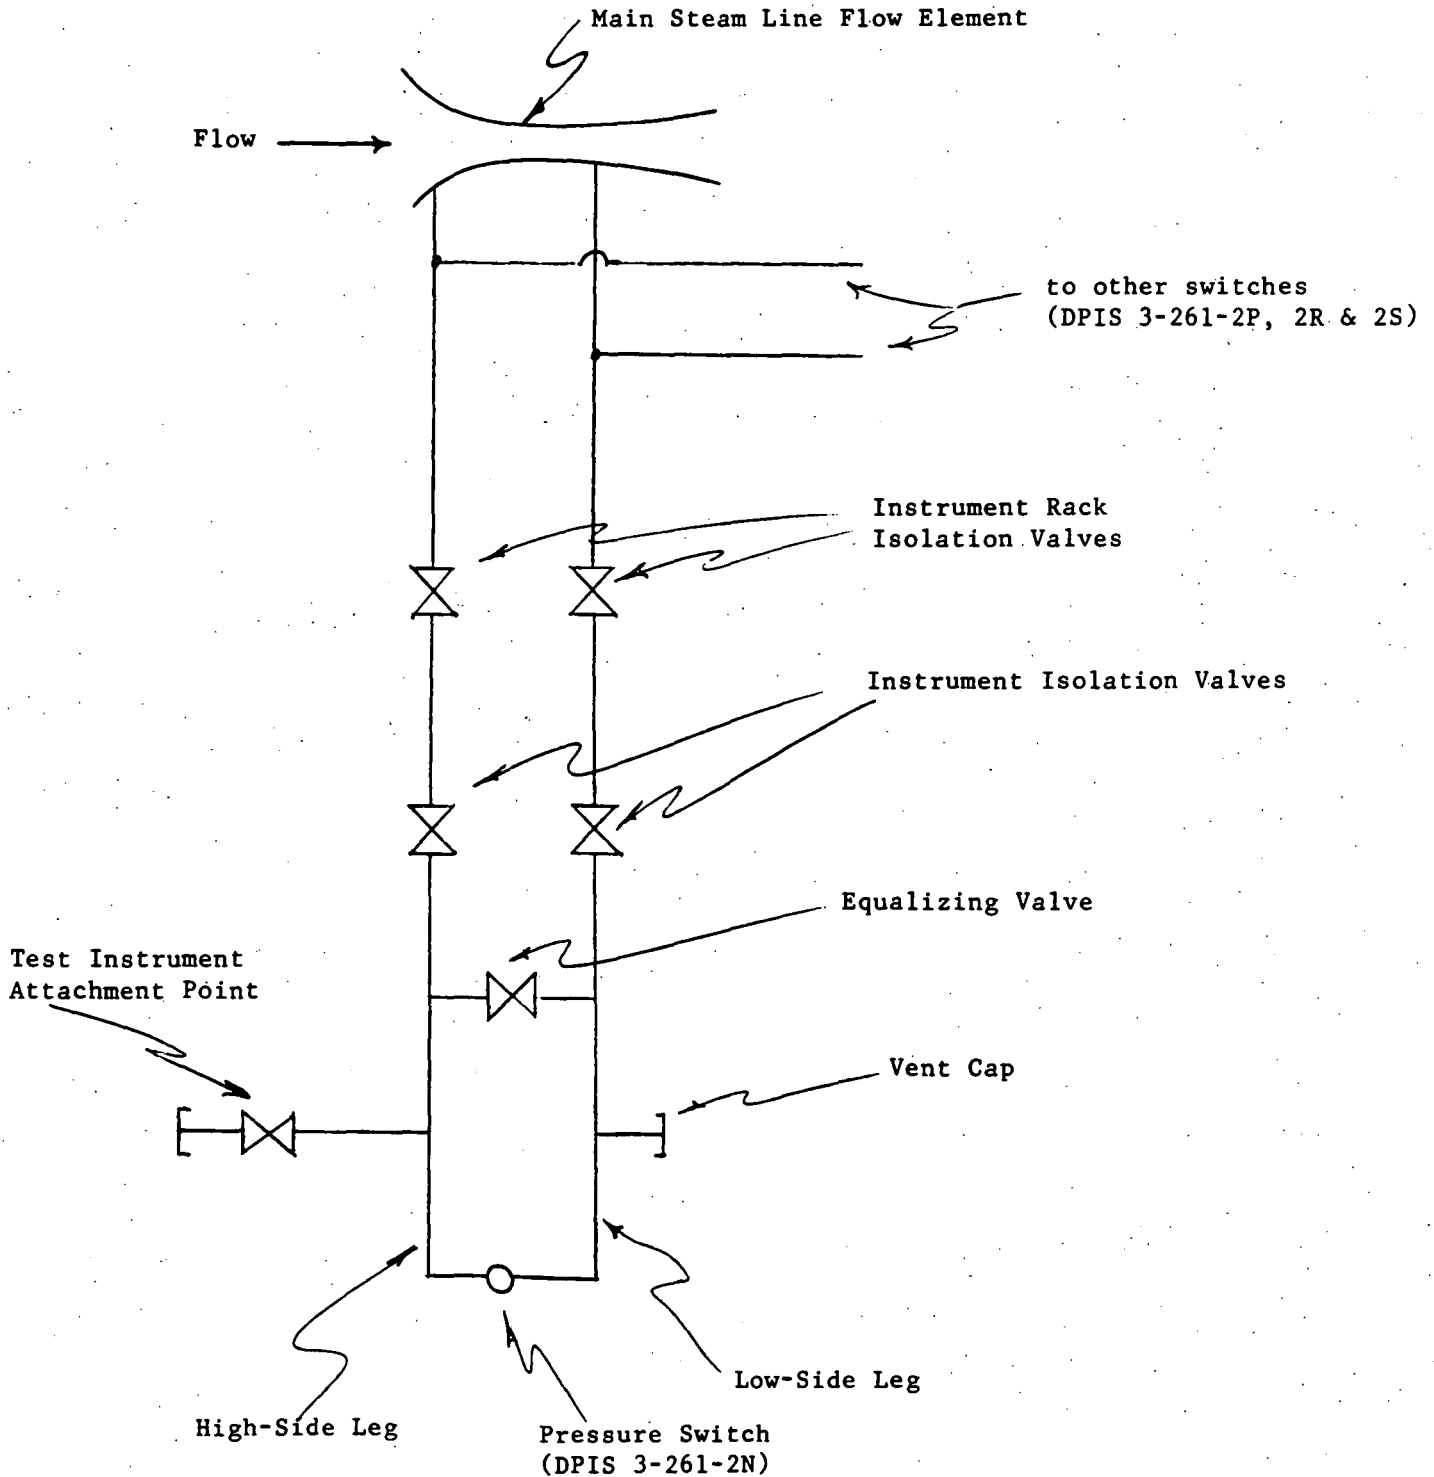 Main Steam Line Flow Element
Flow
to other switches
(DPIS 3-261-2P, 2R & 2S)
Instrument Rack
Isolation Valves
Instrument Isolation Valves
Equalizing Valve
Test Instrument
Attachment Point
Vent Cap
Low-Side Leg
High-Side Leg
Pressure Switch
(DPIS 3-261-2N)